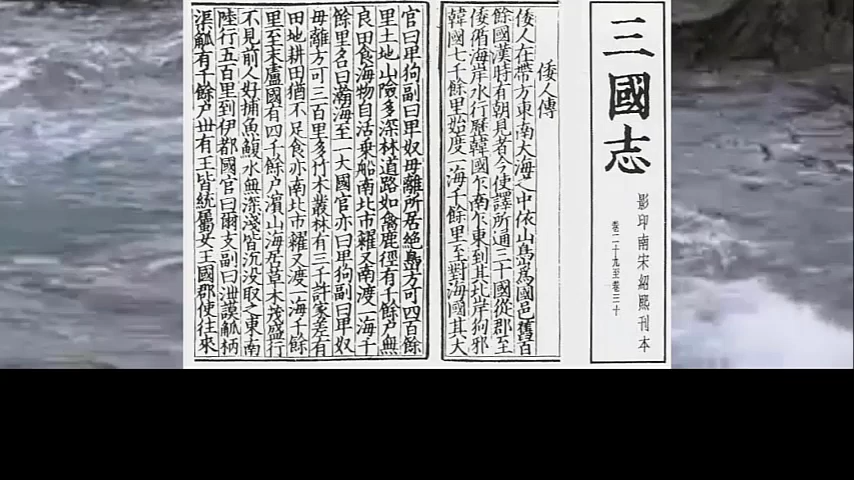 三國志
影印南宋紹熙刊本
卷二十九至卷三十
倭人傳
倭人在帶方東南大海之中依山島爲國邑舊百
餘國漢時有朝見者今使譯所通三十國從郡至
倭循海岸水行歷韓國乍南乍東到其北岸狗邪
韓國七千餘里始度一海千餘里至對海國其大
官曰卑狗副曰卑奴母離所居絶島方可四百餘
里土地山險多深林道路如禽鹿徑有千餘户無
良田食海物自活乗船南北市糴又南渡一海千
餘里名曰瀚海至一大國官亦曰卑狗副曰卑奴
母離方可三百里多竹木叢林有三千許家差有
田地耕田猶不足食亦南北市糴又渡一海千餘
里至末盧國有四千餘户濵山海居草木茂盛行
不見前人好捕魚鰒水無深淺皆沈没取之東南
陸行五百里到伊都國官曰爾支副曰泄謨觚柄
渠觚有千餘户丗有王皆統屬女王國郡使往來